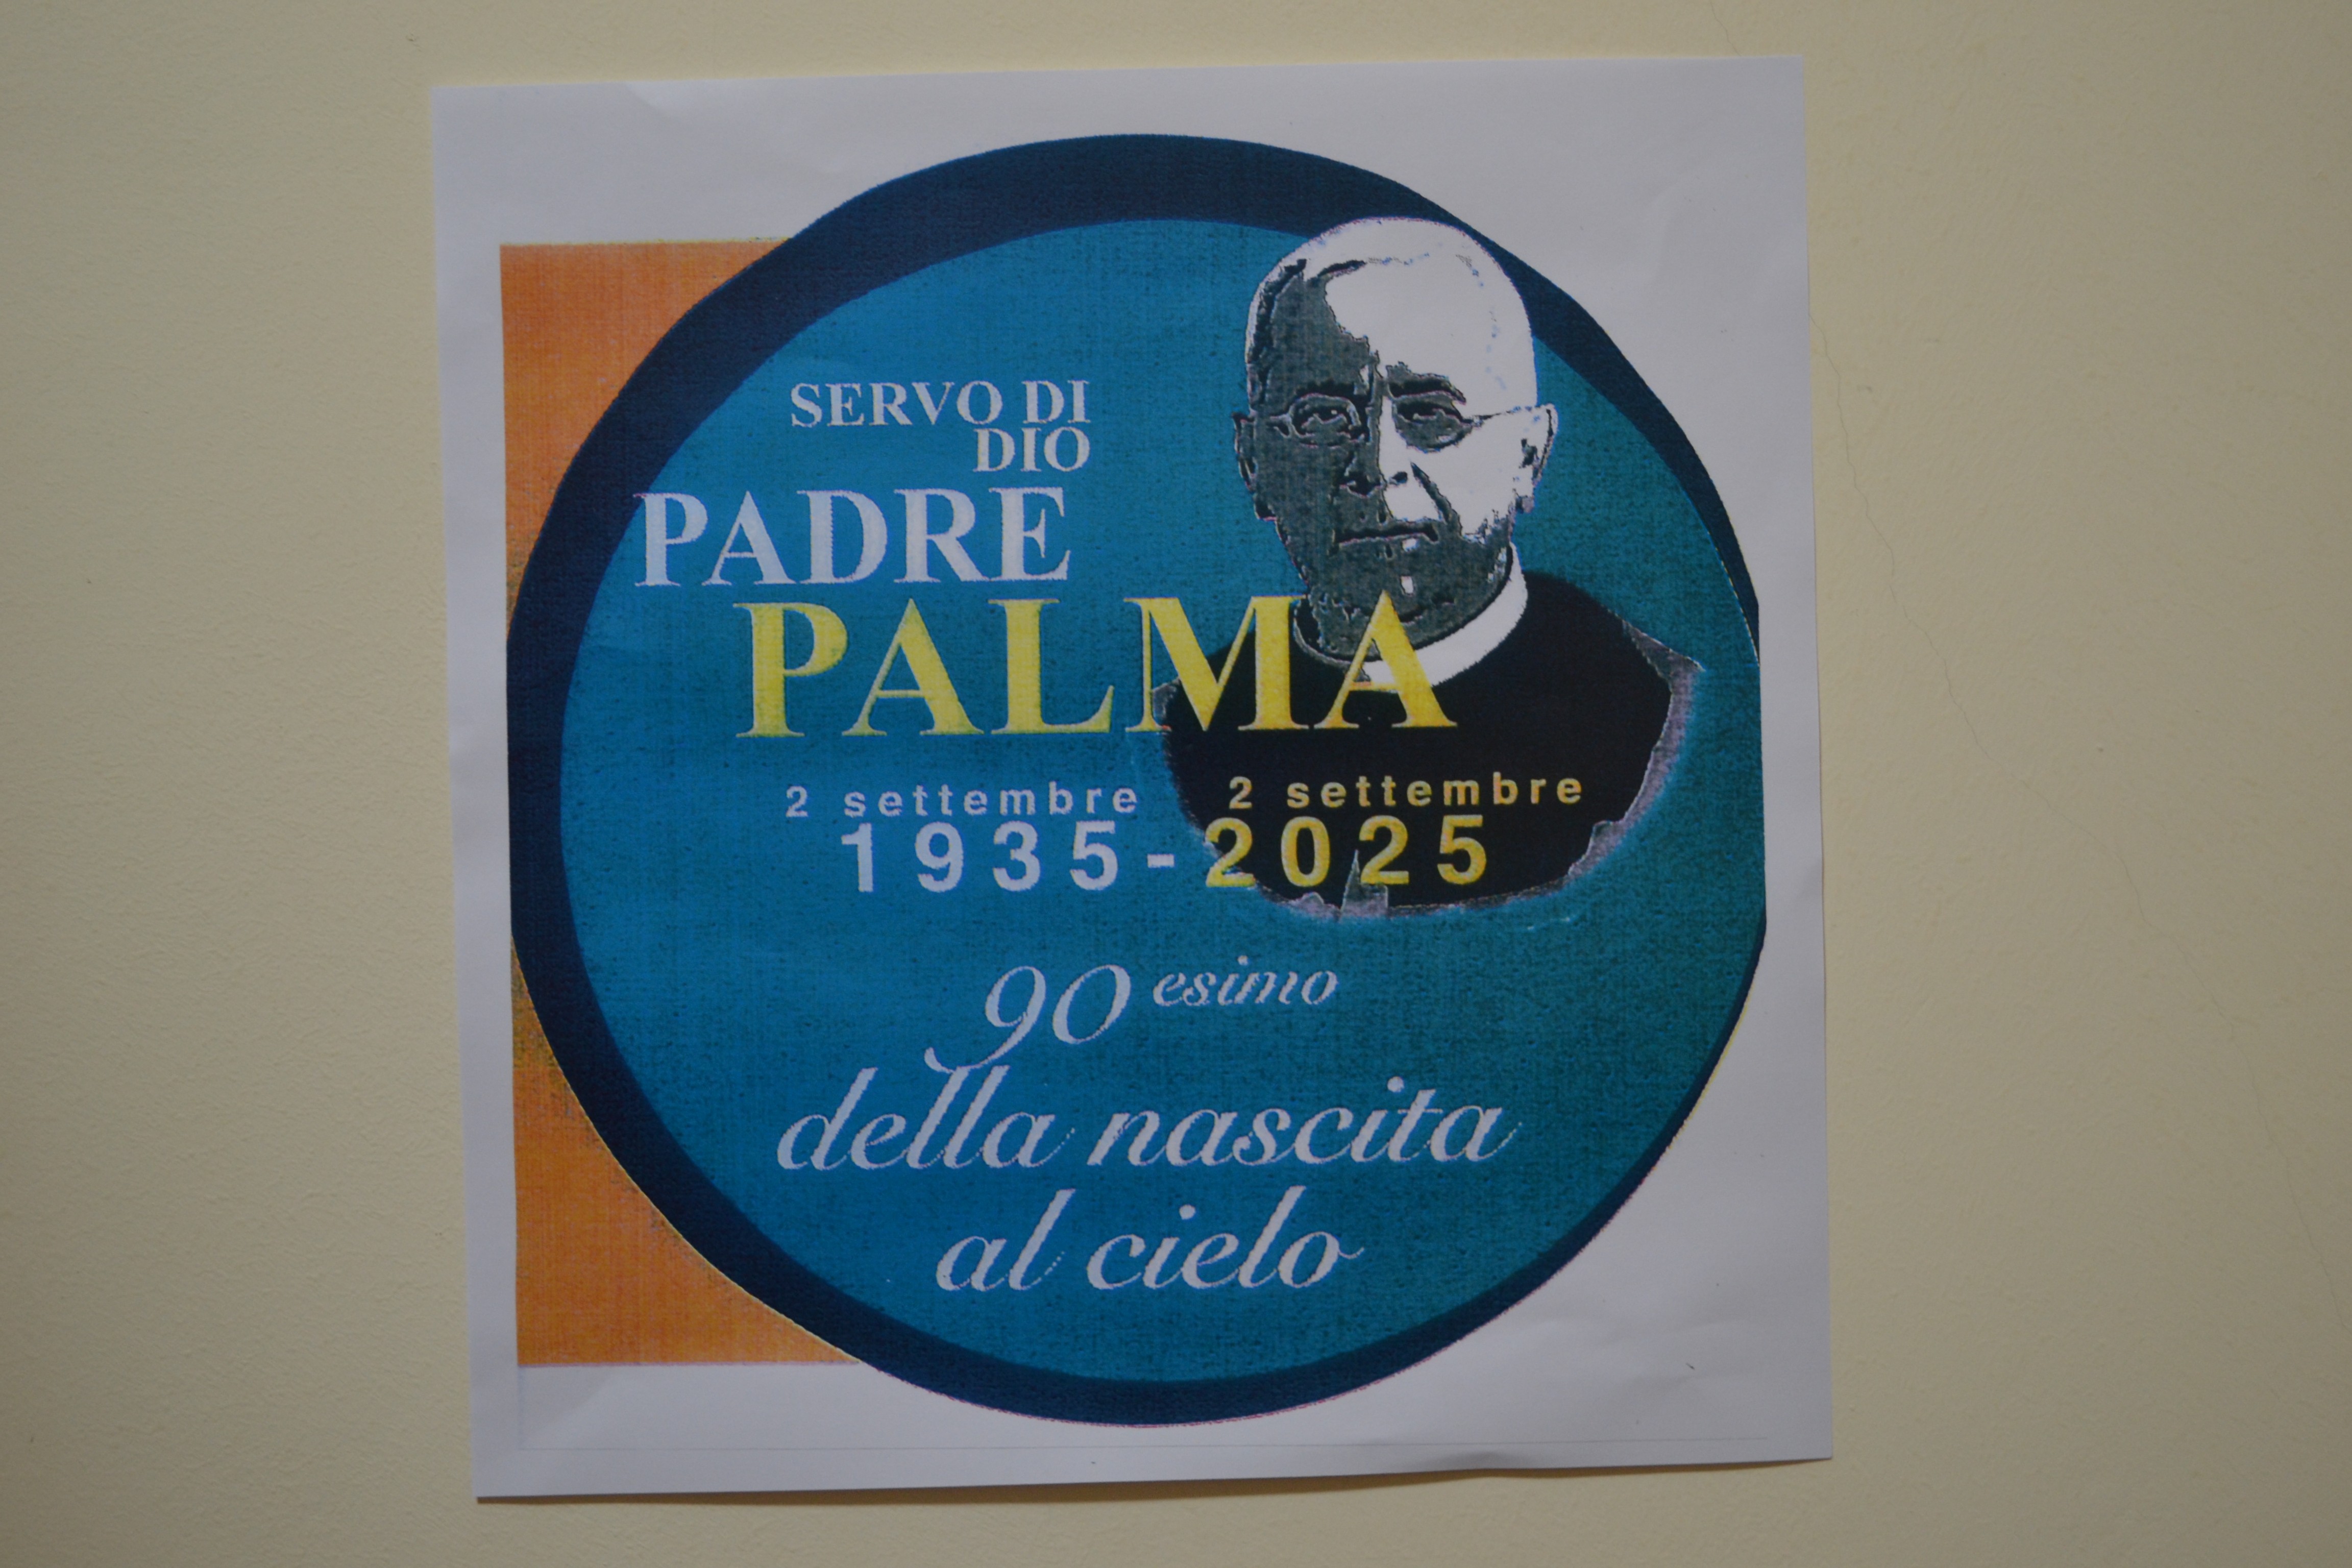 SERVO DI
DIO
PADRE
PALMA
2 settembre 2 settembre
1935-2025
90 esimo
della nascita
al cielo